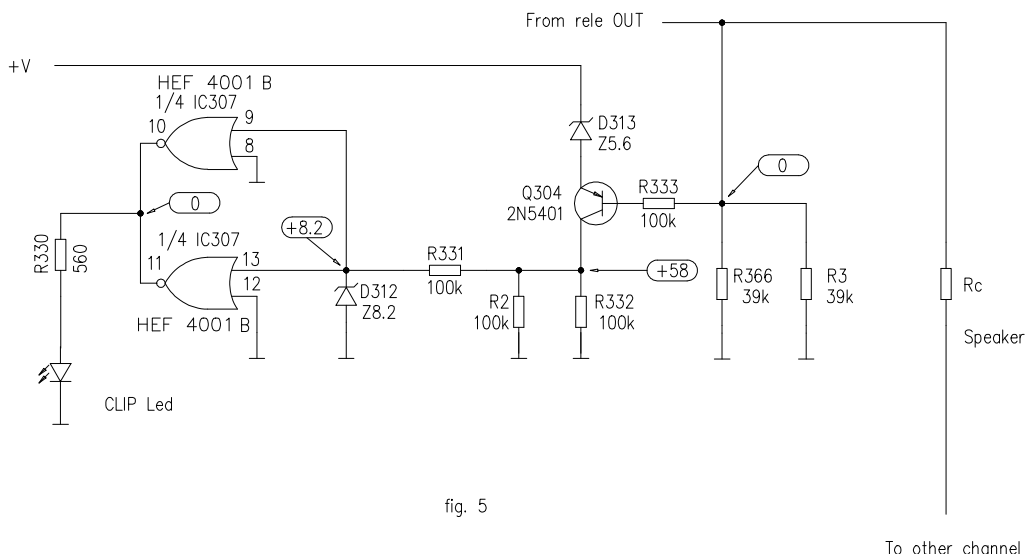 From rele OUT
+V
HEF 4001 B
1/4 IC307
10
9
8
D313
Z5.6
0
Q304
2N5401
R333
100k
0
+8.2
R330
560
1/4 IC307
11
13
12
HEF 4001 B
R331
100k
+58
D312
Z8.2
R2
100k
R332
100k
R366
39k
R3
39k
Rc
Speaker
CLIP Led
fig. 5
To other channel